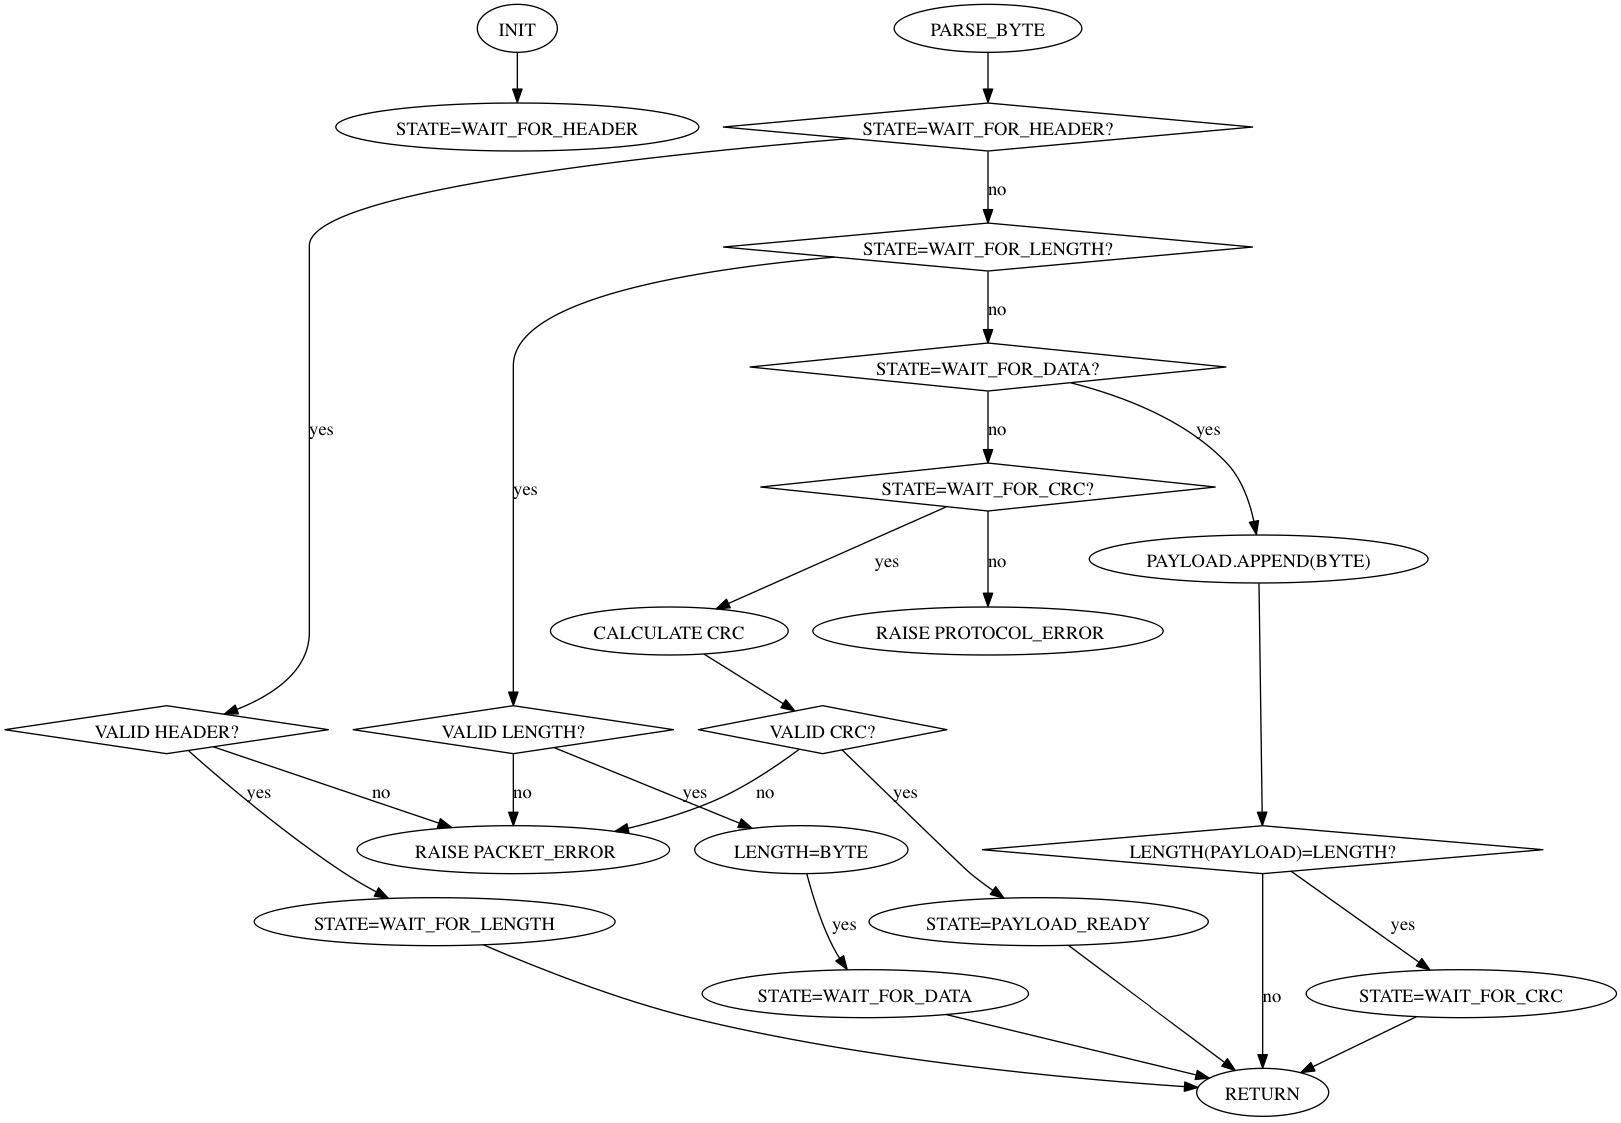 INIT
PARSE_BYTE
STATE=WAIT_FOR_HEADER
STATE=WAIT_FOR_HEADER?
no
STATE=WAIT_FOR_LENGTH?
no
STATE=WAIT_FOR_DATA?
yes
no
yes
STATE=WAIT_FOR_CRC?
yes
PAYLOAD.APPEND(BYTE)
yes
no
CALCULATE CRC
RAISE PROTOCOL_ERROR
VALID HEADER?
VALID LENGTH?
VALID CRC?
yes
no
no
yes
no
yes
RAISE PACKET_ERROR
LENGTH=BYTE
LENGTH(PAYLOAD)=LENGTH?
STATE=WAIT_FOR_LENGTH
yes
STATE=PAYLOAD_READY
yes
STATE=WAIT_FOR_DATA
no
STATE=WAIT_FOR_CRC
RETURN